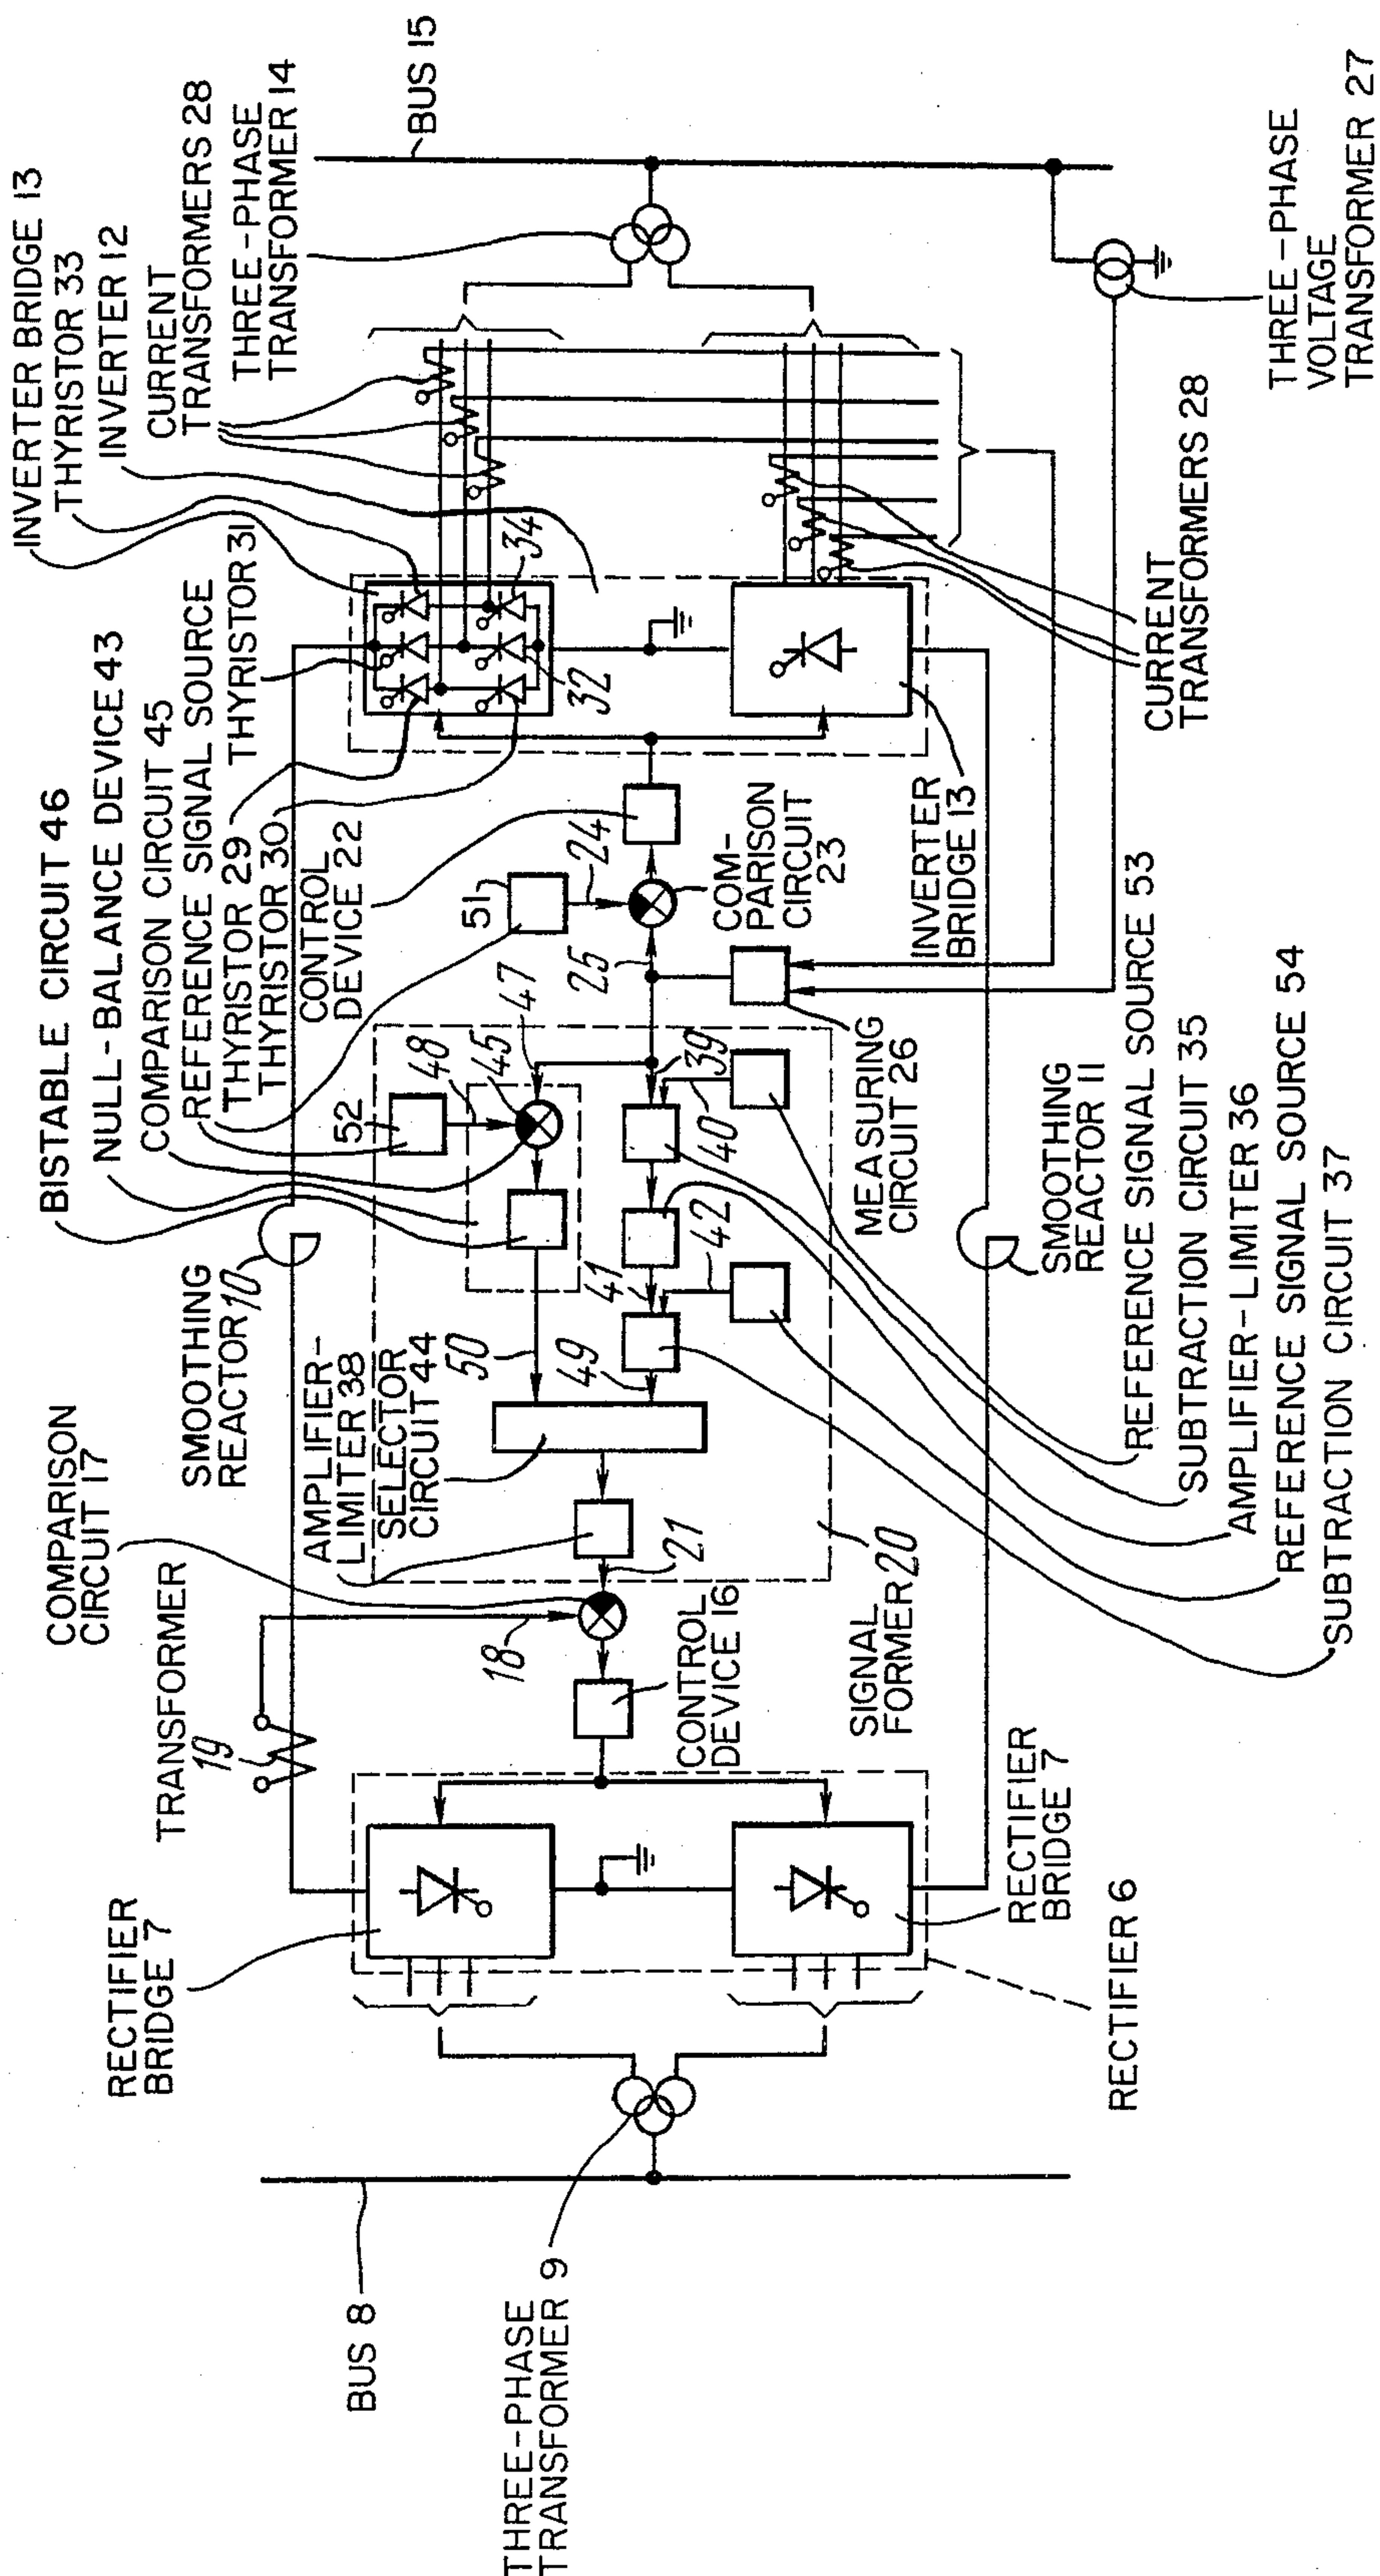 INVERTER BRIDGE 13
THYRISTOR 33
INVERTER 12
CURRENT
TRANSFORMERS 28
THREE-PHASE
TRANSFORMER 14
BUS 15
BISTABLE CIRCUIT 46
NULL-BALANCE DEVICE 43
COMPARISON CIRCUIT 45
REFERENCE SIGNAL SOURCE
THYRISTOR 29
THYRISTOR 30
THYRISTOR 31
CONTROL
DEVICE 22
34
32
51
24
COM-
PARISON
CIRCUIT
23
25
INVERTER
BRIDGE 13
CURRENT
TRANSFORMERS 28
THREE-PHASE
VOLTAGE
TRANSFORMER 27
COMPARISON
CIRCUIT 17
SMOOTHING
REACTOR 10
AMPLIFIER-
LIMITER 38
SELECTOR
CIRCUIT 44
52
48
45
47
50
49
41
42
40
39
MEASURING
CIRCUIT 26
SMOOTHING
REACTOR 11
REFERENCE SIGNAL SOURCE 53
SUBTRACTION CIRCUIT 35
AMPLIFIER-LIMITER 36
REFERENCE SIGNAL SOURCE 54
SUBTRACTION CIRCUIT 37
TRANSFORMER
19
18
21
CONTROL
DEVICE 16
SIGNAL
FORMER 20
RECTIFIER
BRIDGE 7
RECTIFIER
BRIDGE 7
RECTIFIER 6
BUS 8
THREE-PHASE
TRANSFORMER 9